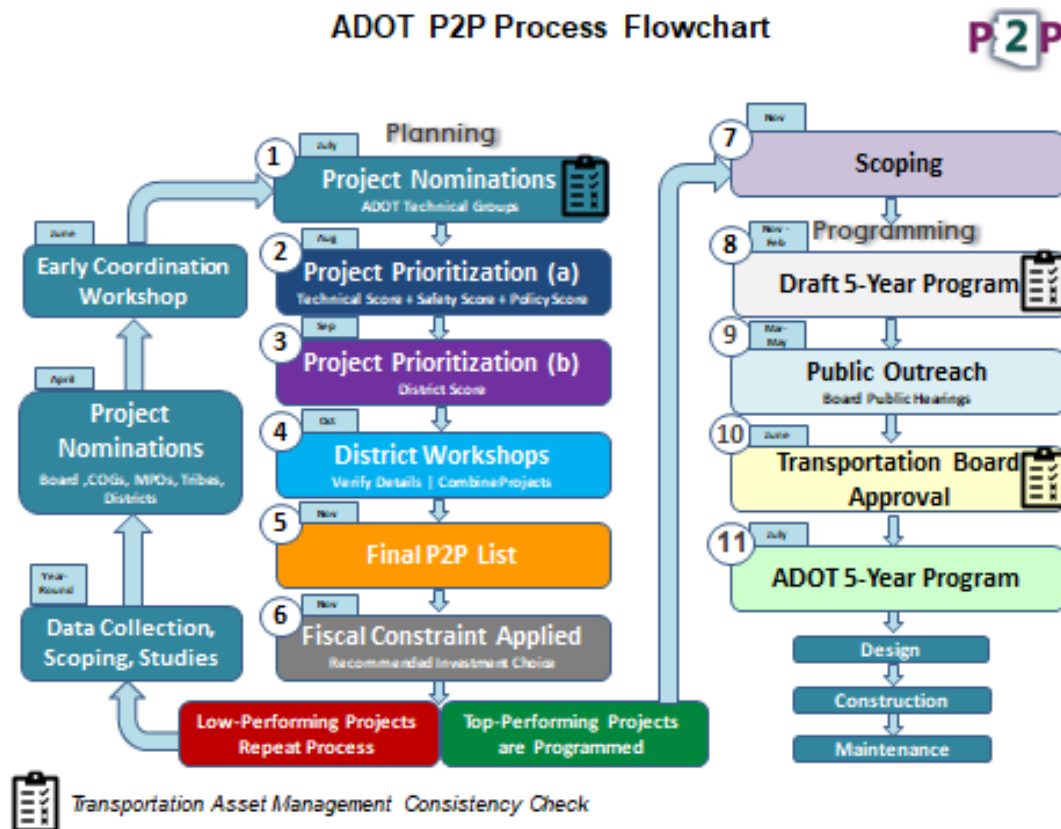 ADOT P2P Process Flowchart
P2P
Planning
1
July
Project Nominations
ADOT Technical Groups
2
Aug
Project Prioritization (a)
Technical Score + Safety Score + Policy Score
3
Sep
Project Prioritization (b)
District Score
4
Oct
District Workshops
Verify Details | Combine Projects
5
Nov
Final P2P List
6
Nov
Fiscal Constraint Applied
Recommended Investment Choice
Low-Performing Projects
Repeat Process
Top-Performing Projects
are Programmed
June
Early Coordination
Workshop
April
Project
Nominations
Board ,COGs, MPOs, Tribes,
Districts
Year-
Round
Data Collection,
Scoping, Studies
7
Nov
Scoping
Programming
8
Nov -
Feb
Draft 5-Year Program
9
Mar-
May
Public Outreach
Board Public Hearings
10
June
Transportation Board
Approval
11
July
ADOT 5-Year Program
Design
Construction
Maintenance
Transportation Asset Management Consistency Check